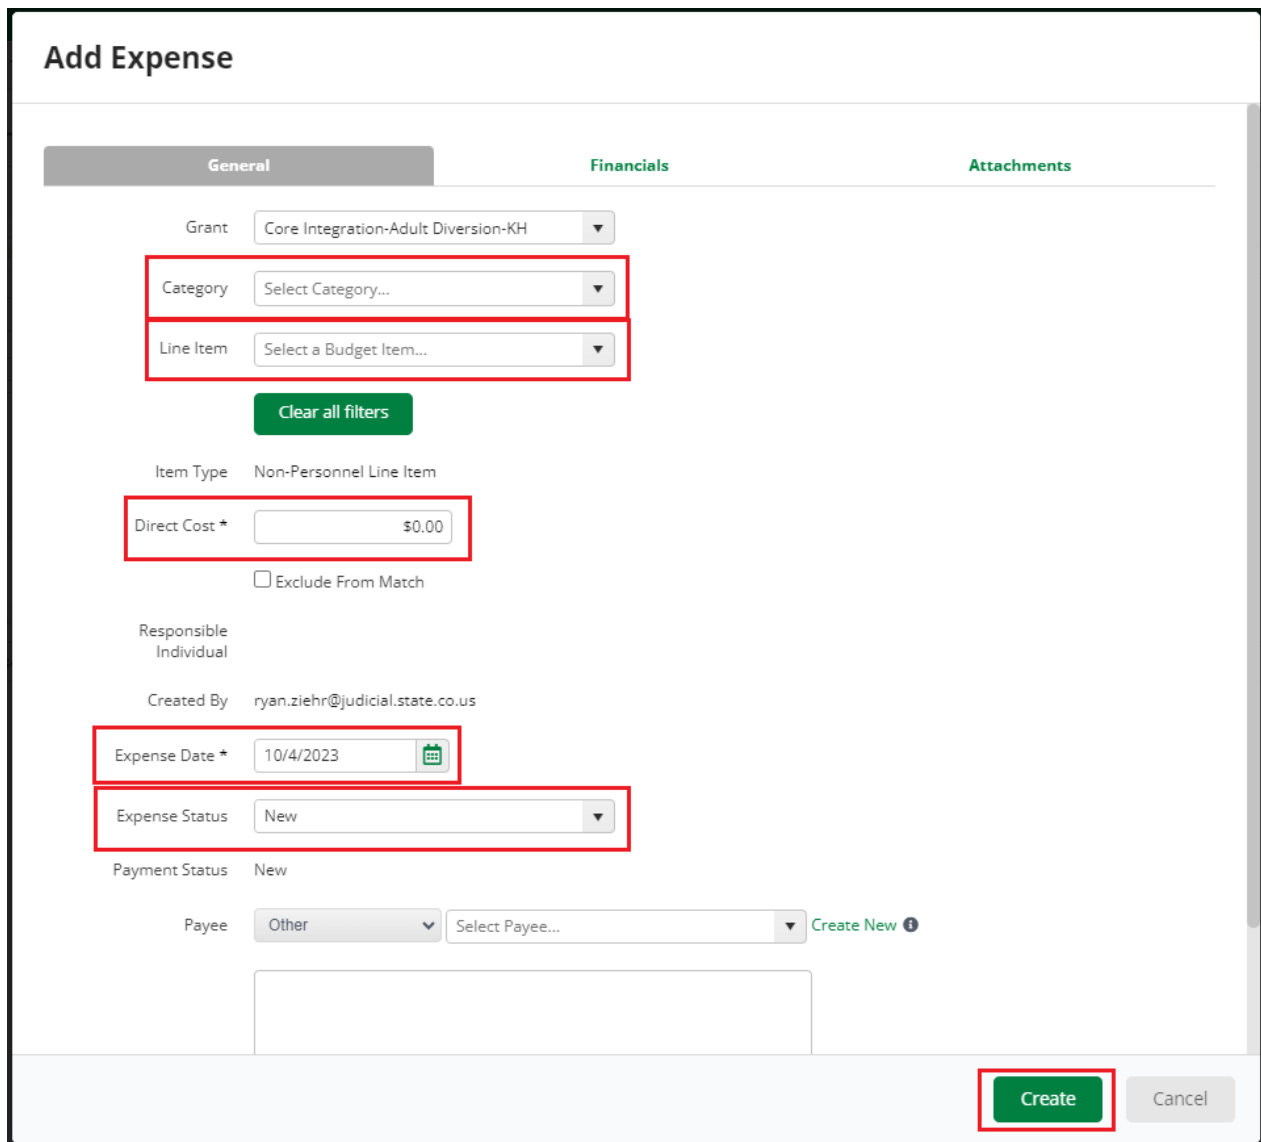 Add Expense
General Financials Attachments
Grant Core Integration-Adult Diversion-KH
Category Select Category...
Line Item Select a Budget Item...
Clear all filters
Item Type Non-Personnel Line Item
Direct Cost * $0.00
Exclude From Match
Responsible
Individual
Created By ryan.ziehr@judicial.state.co.us
Expense Date * 10/4/2023
Expense Status New
Payment Status New
Payee Other Select Payee... Create New
Create Cancel